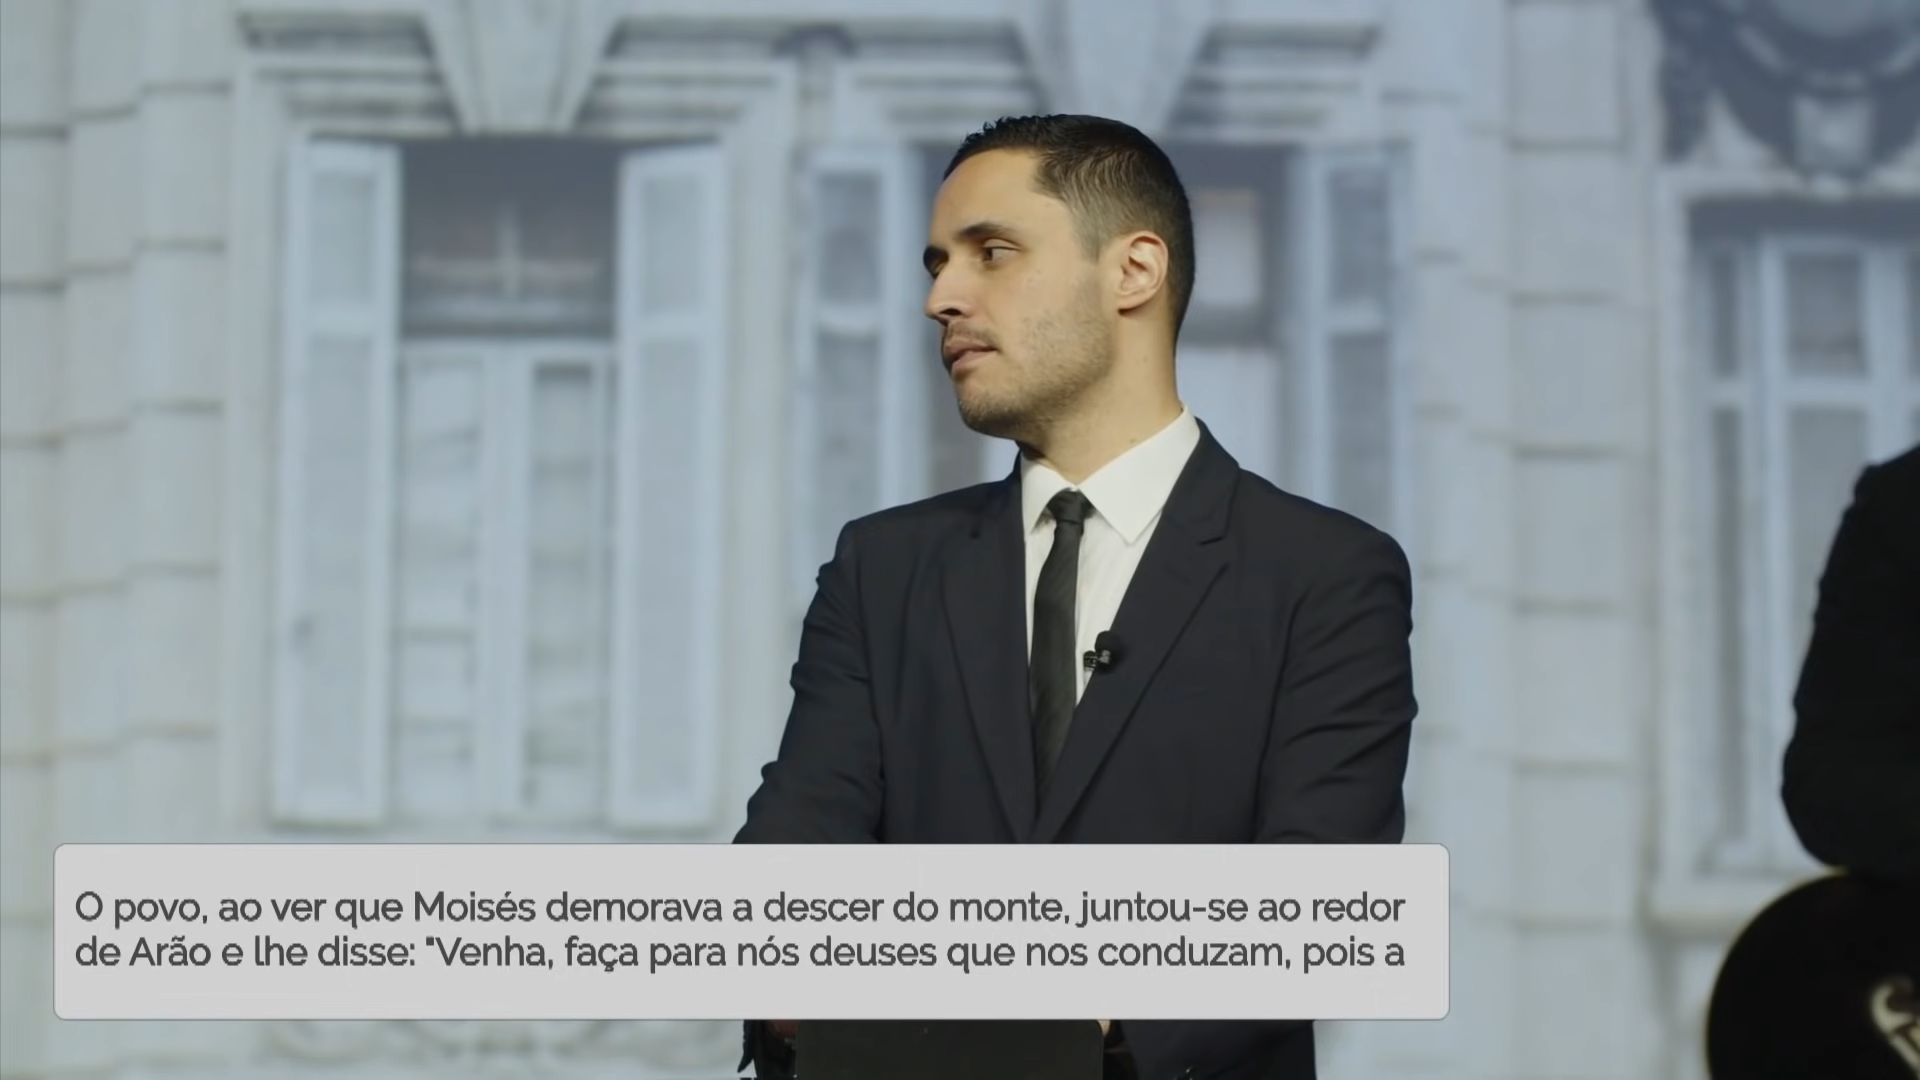 O povo, ao ver que Moisés demorava a descer do monte, juntou-se ao redor
de Arão e lhe disse: "Venha, faça para nós deuses que nos conduzam, pois a